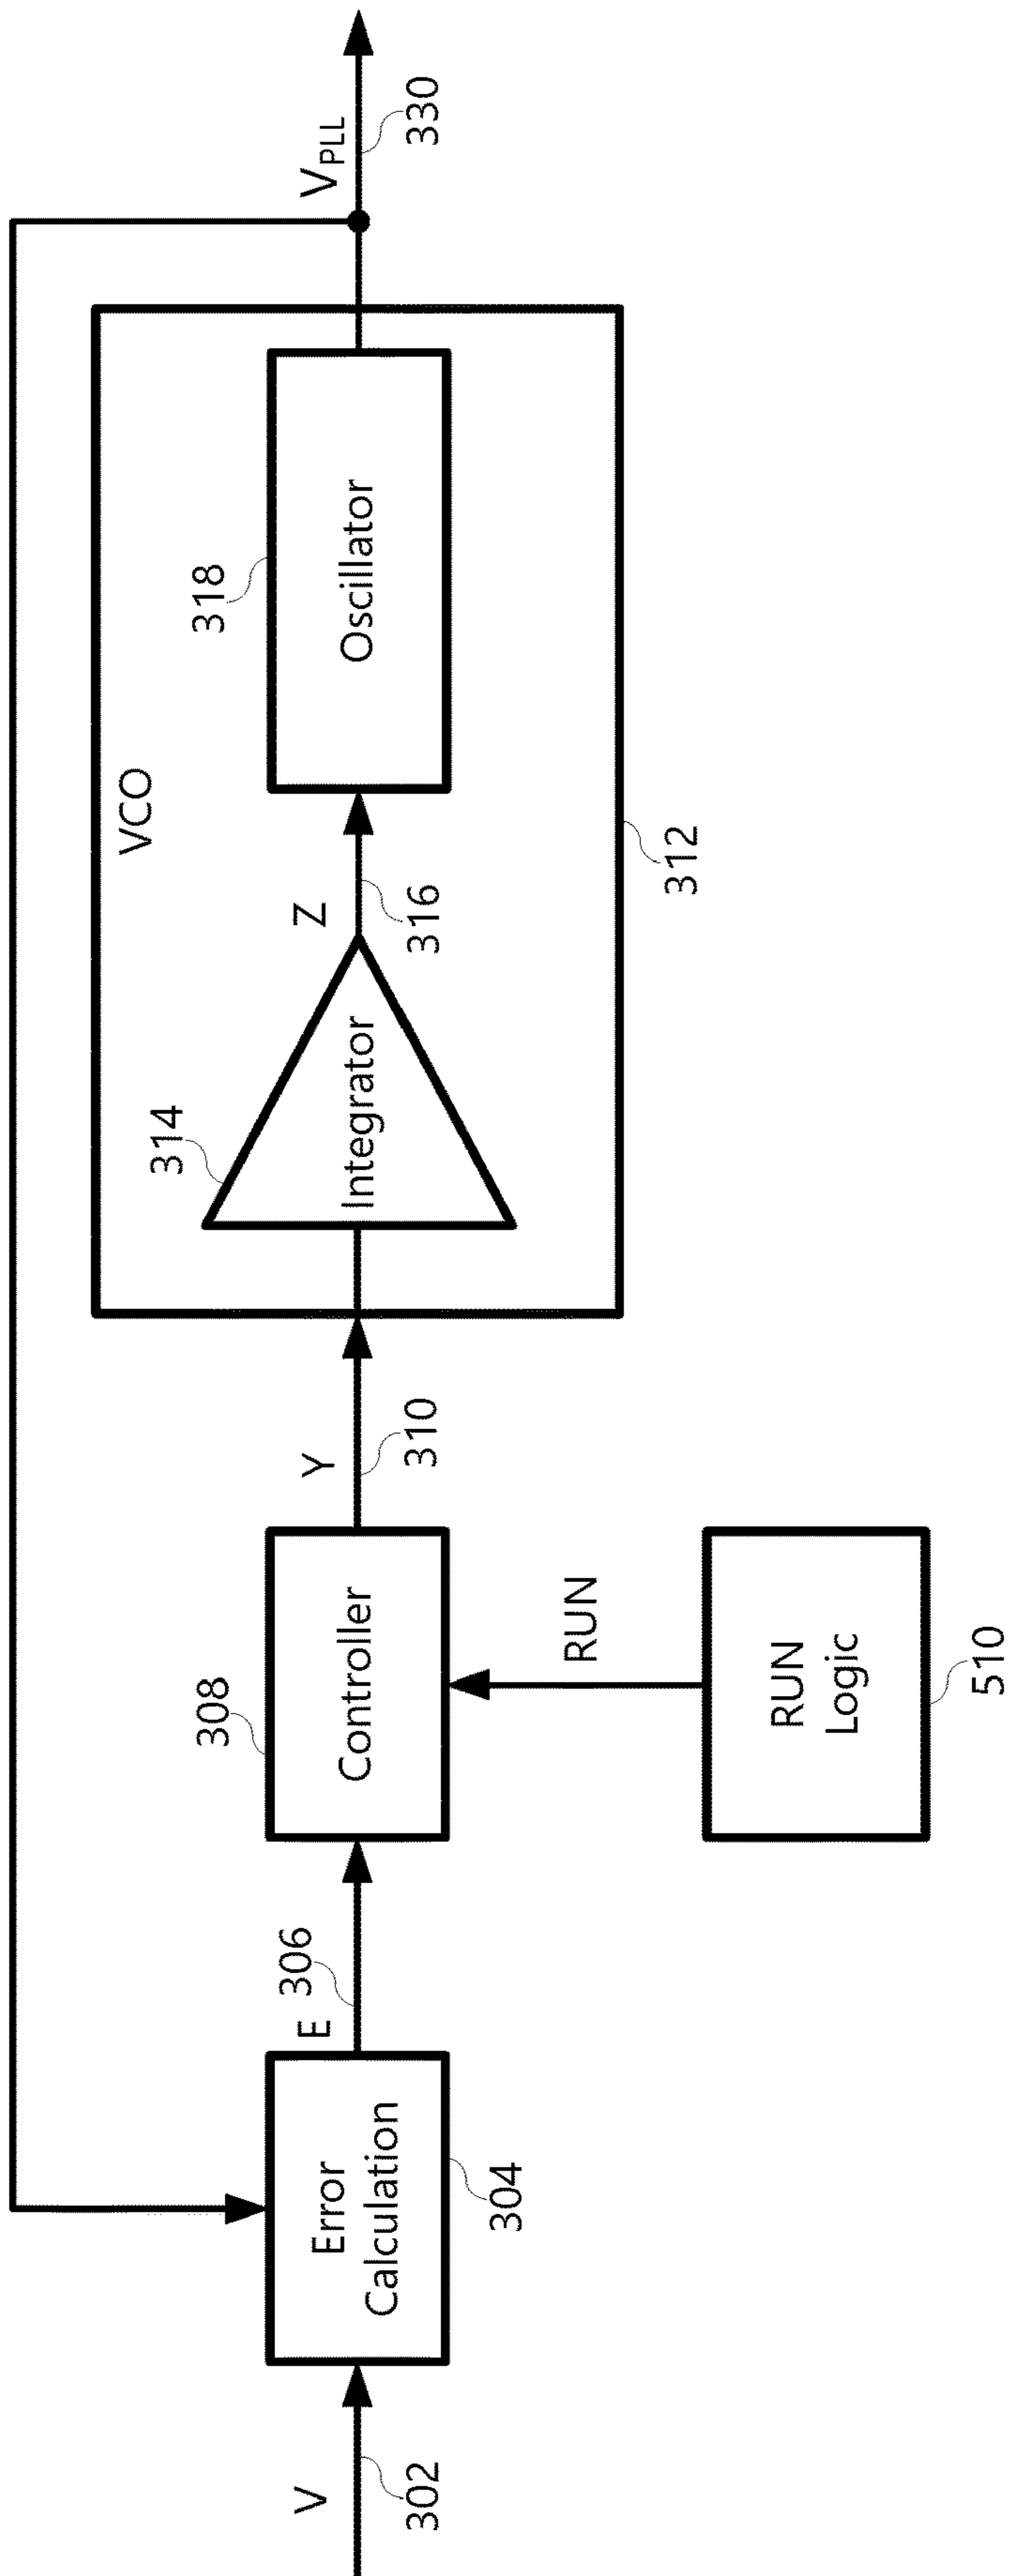 V
302
Error
Calculation
304
E
306
Controller
308
RUN
RUN
Logic
510
Y
310
VCO
312
Integrator
314
Z
316
Oscillator
318
VPLL
330